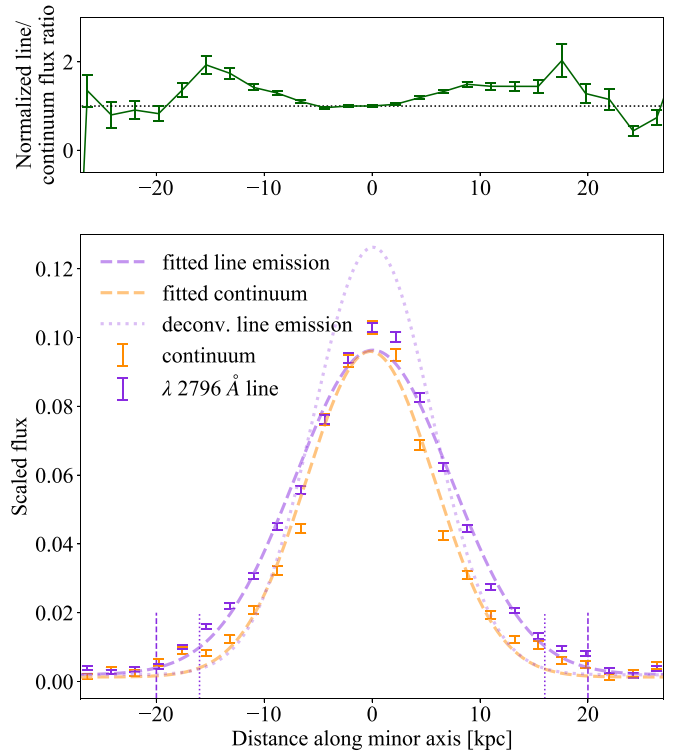 Normalized line/
continuum flux ratio
2
0
−20
−10
0
10
20
fitted line emission
fitted continuum
deconv. line emission
continuum
λ 2796 Å line
Scaled flux
0.12
0.10
0.08
0.06
0.04
0.02
0.00
−20
−10
0
10
20
Distance along minor axis [kpc]